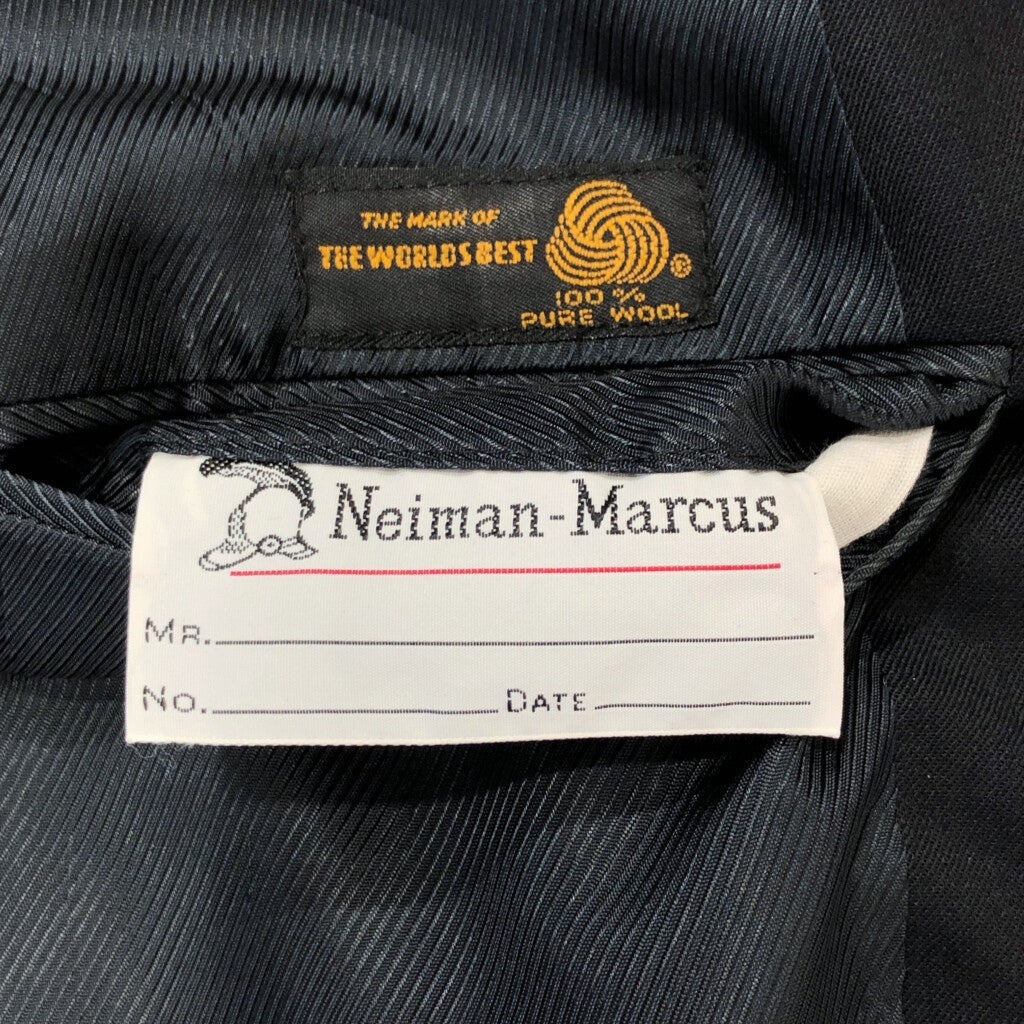 THE MARK OF
THE WORLDS BEST
®
100%
PURE WOOL
Neiman-Marcus
MR.
NO. DATE